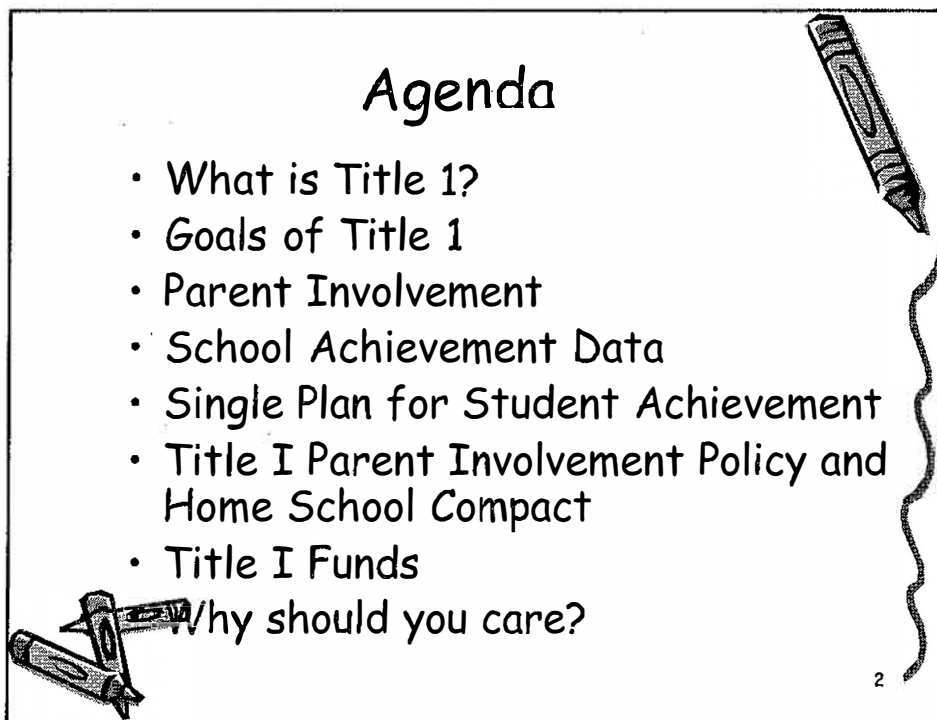 Agenda
• What is Title 1?
• Goals of Title 1
• Parent Involvement
• School Achievement Data
• Single Plan for Student Achievement
• Title I Parent Involvement Policy and
Home School Compact
• Title I Funds
Why should you care?
2